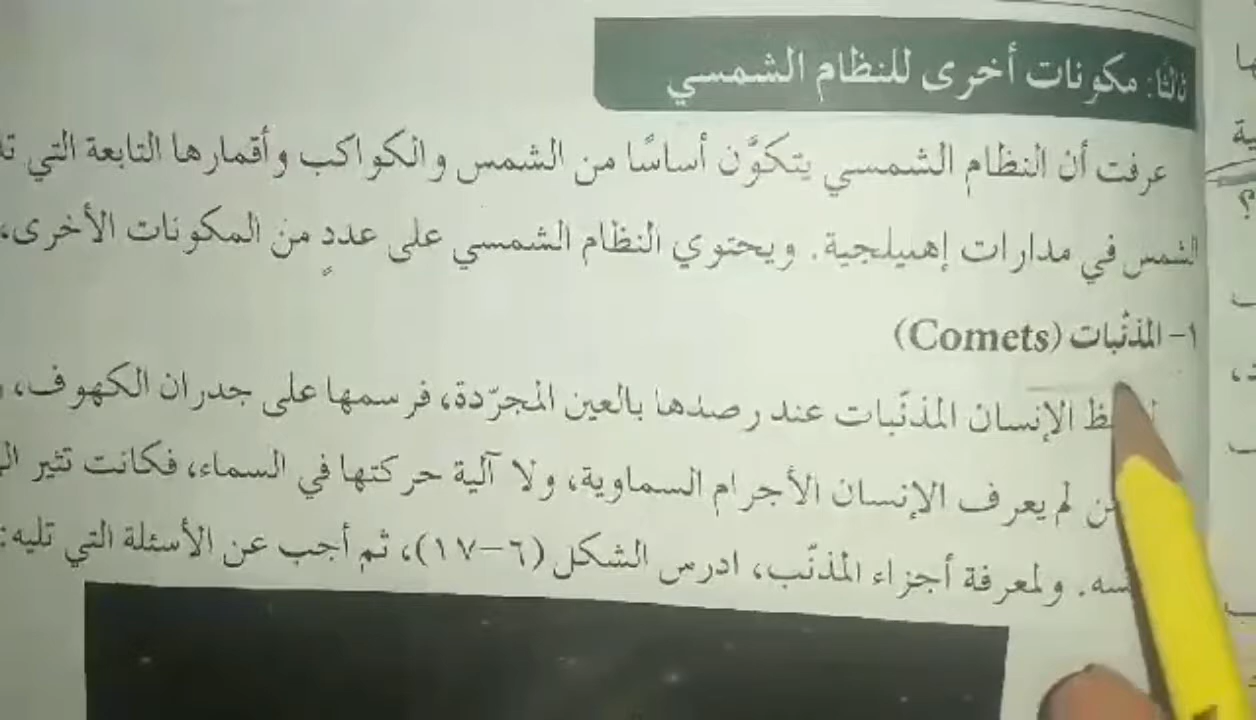 ثالثًا: مكونات أخرى للنظام الشمسي
عرفت أن النظام الشمسي يتكوَّن أساسًا من الشمس والكواكب وأقمارها التابعة التي
الشمس في مدارات إهليلجية. ويحتوي النظام الشمسي على عددٍ من المكونات الأخرى،
١- المذنّبات (Comets)
الإنسان المذنّبات عند رصدها بالعين المجرّدة، فرسمها على جدران الكهوف،
لم يعرف الإنسان الأجرام السماوية، ولا آلية حركتها في السماء، فكانت تثير
ولمعرفة أجزاء المذنّب، ادرس الشكل (٦-١٧)، ثم أجب عن الأسئلة التي تليه: